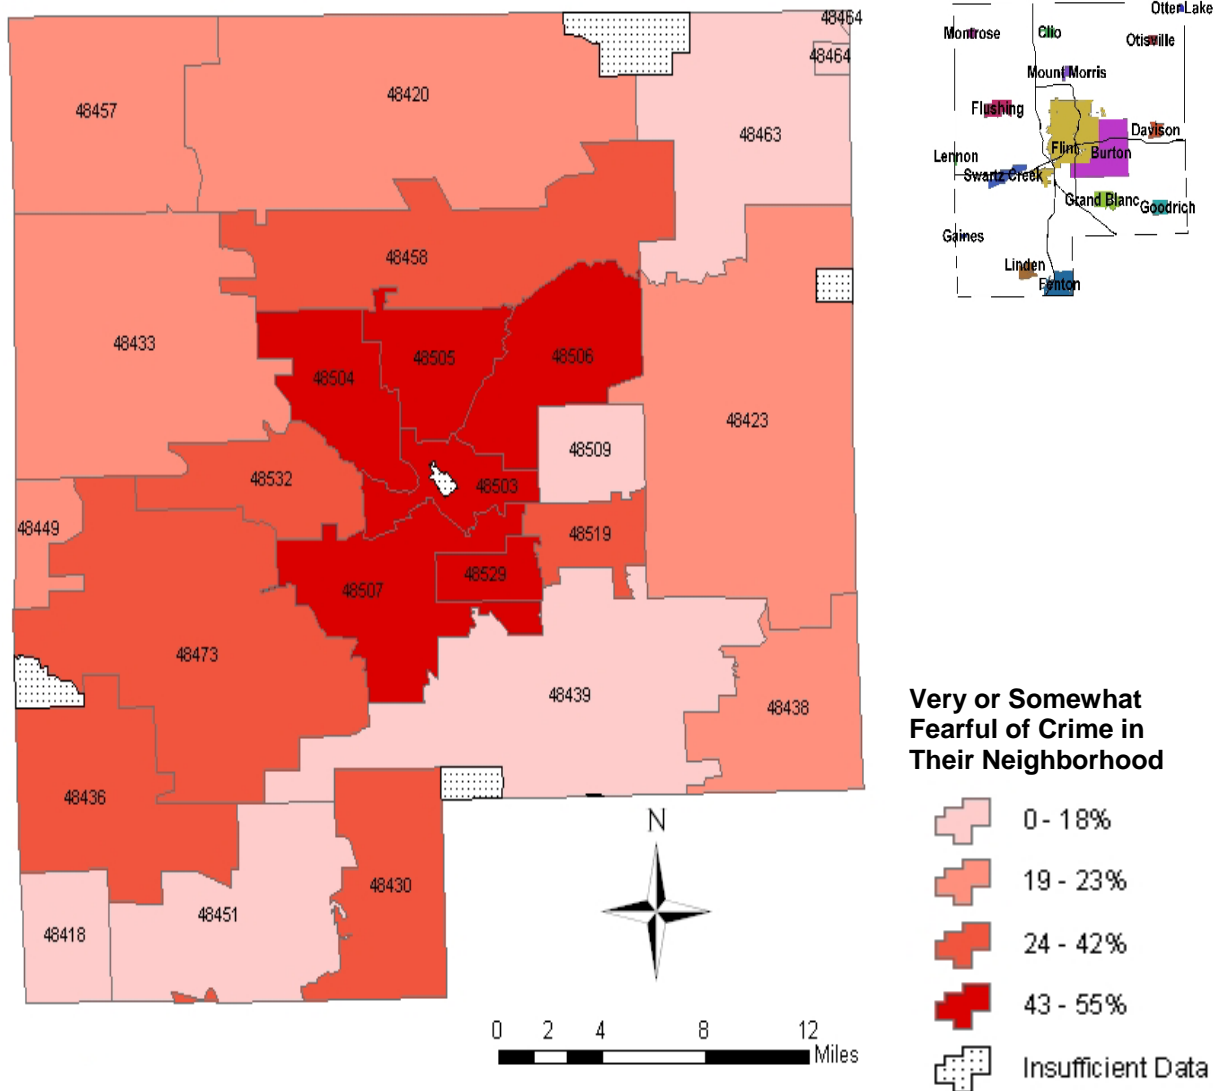 48464
48464
48457
48420
48463
48458
48433
48504
48505
48506
48423
48509
48532
48503
48449
48519
48529
48507
48473
48439
48438
48436
48430
48451
48418
Otter Lake
Montrose
Clio
Otisville
Mount Morris
Flushing
Davison
Flint
Burton
Lennon
Swartz Creek
Grand Blanc
Goodrich
Gaines
Linden
Fenton
Very or Somewhat
Fearful of Crime in
Their Neighborhood
0 - 18%
19 - 23%
24 - 42%
43 - 55%
Insufficient Data
N
0 2 4 8 12
Miles